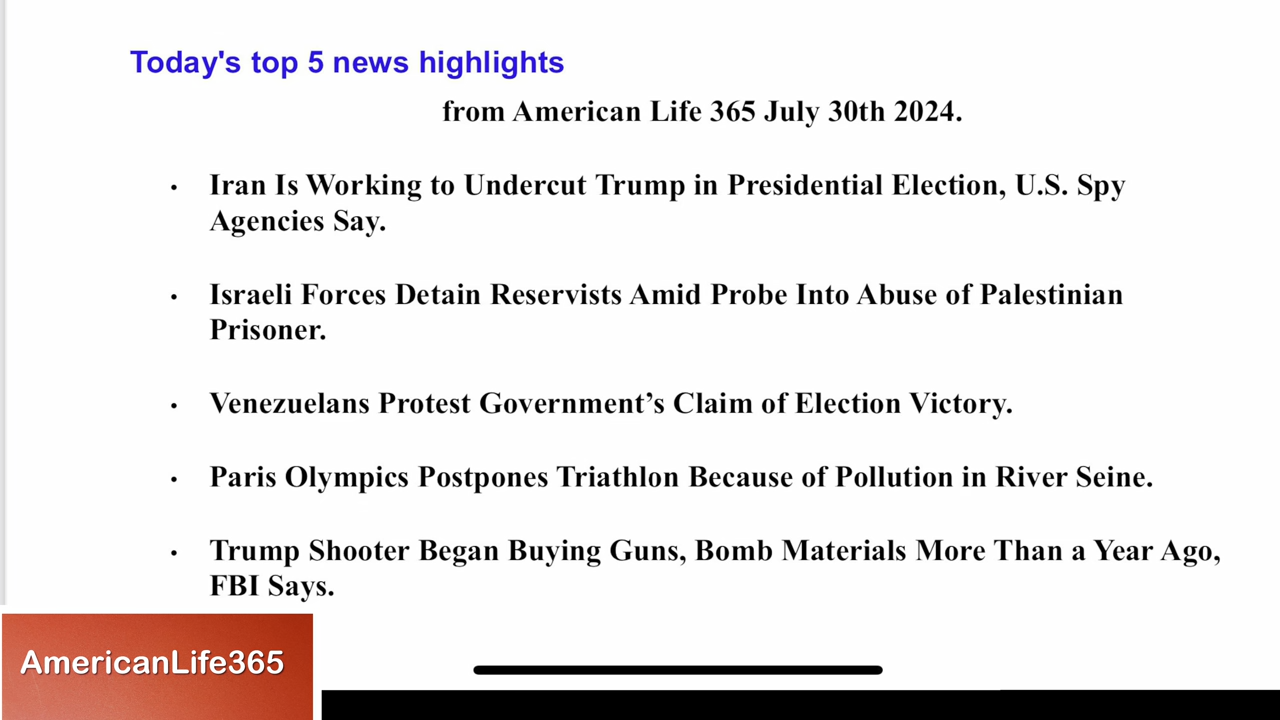 Today's top 5 news highlights
from American Life 365 July 30th 2024.
• Iran Is Working to Undercut Trump in Presidential Election, U.S. Spy
Agencies Say.
• Israeli Forces Detain Reservists Amid Probe Into Abuse of Palestinian
Prisoner.
• Venezuelans Protest Government’s Claim of Election Victory.
• Paris Olympics Postpones Triathlon Because of Pollution in River Seine.
• Trump Shooter Began Buying Guns, Bomb Materials More Than a Year Ago,
FBI Says.
AmericanLife365